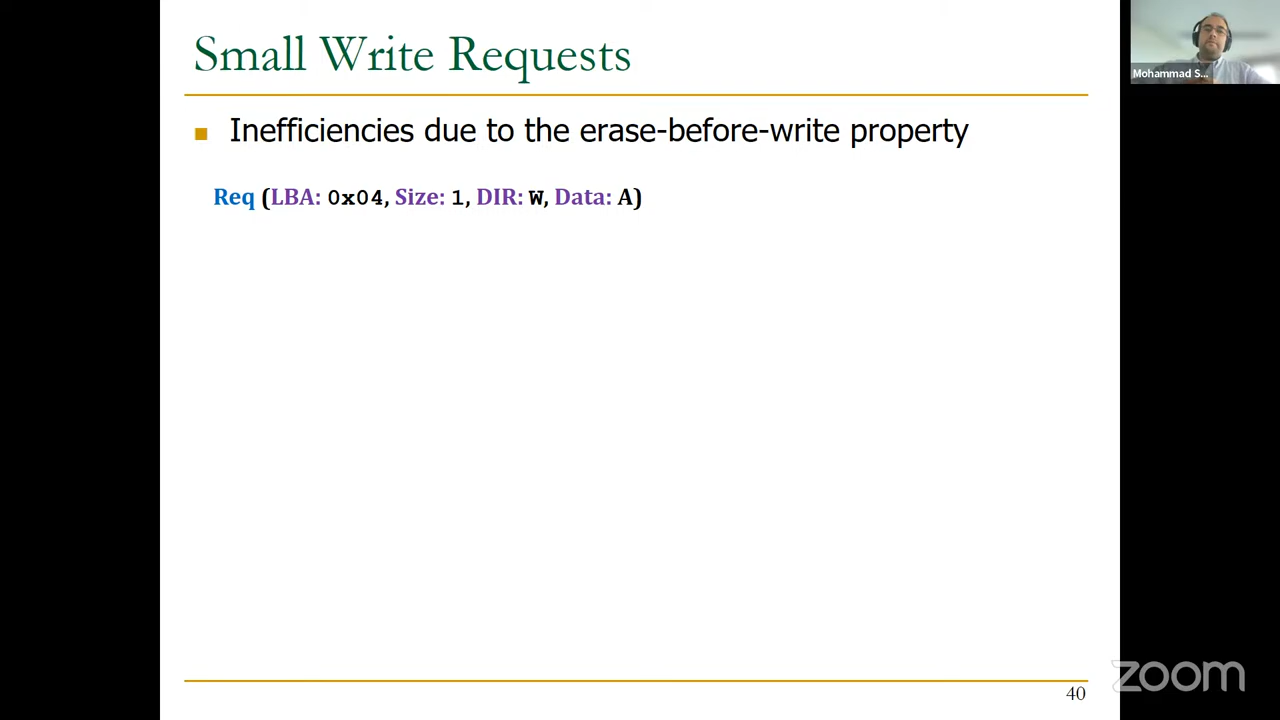 Small Write Requests
Mohammad S...
Inefficiencies due to the erase-before-write property
Req (LBA: 0x04, Size: 1, DIR: W, Data: A)
40
zoom